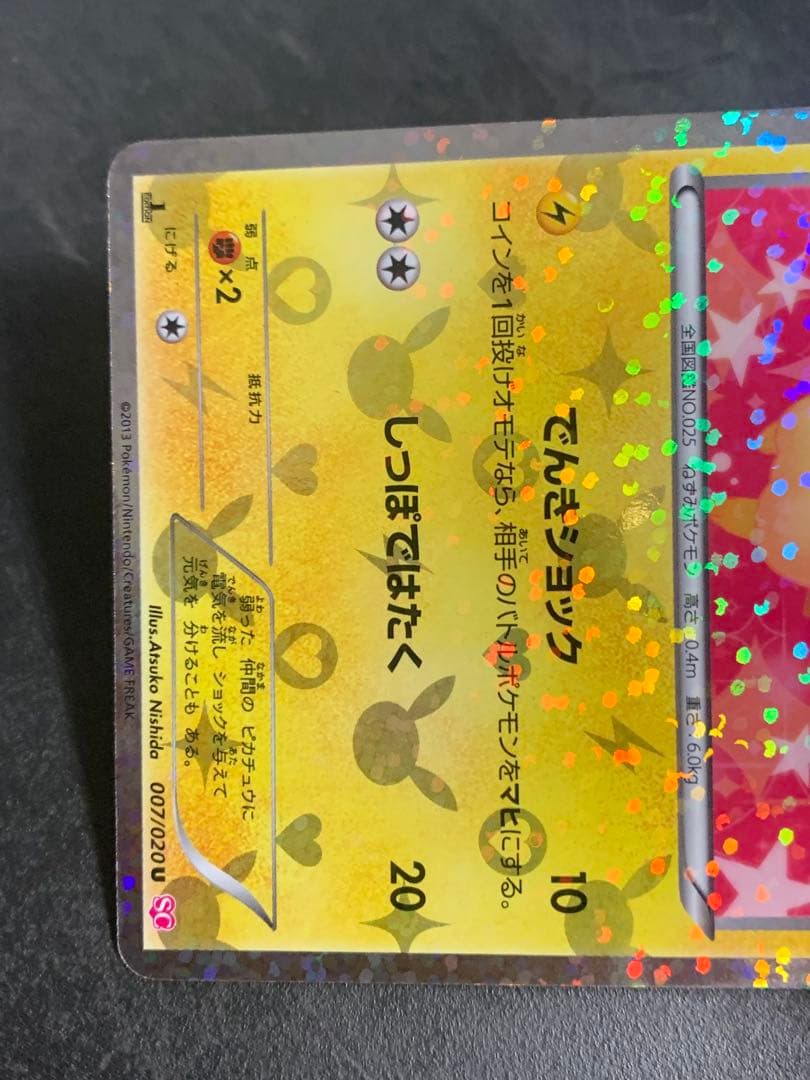 全国図鑑NO.025 ねずみポケモン 高さ:0.4m 重さ:6.0kg
でんきショック 10
コインを1回投げオモテなら、相手のバトルポケモンをマヒにする。
しっぽではたく 20
弱点 抵抗力
×2
にげる
弱った 仲間の ピカチュウに
電気を流し ショックを与えて
元気を 分けることも ある。
1 EDITION
Illus.Atsuko Nishida 007/020 U SC
©2013 Pokémon/Nintendo/Creatures/GAME FREAK.